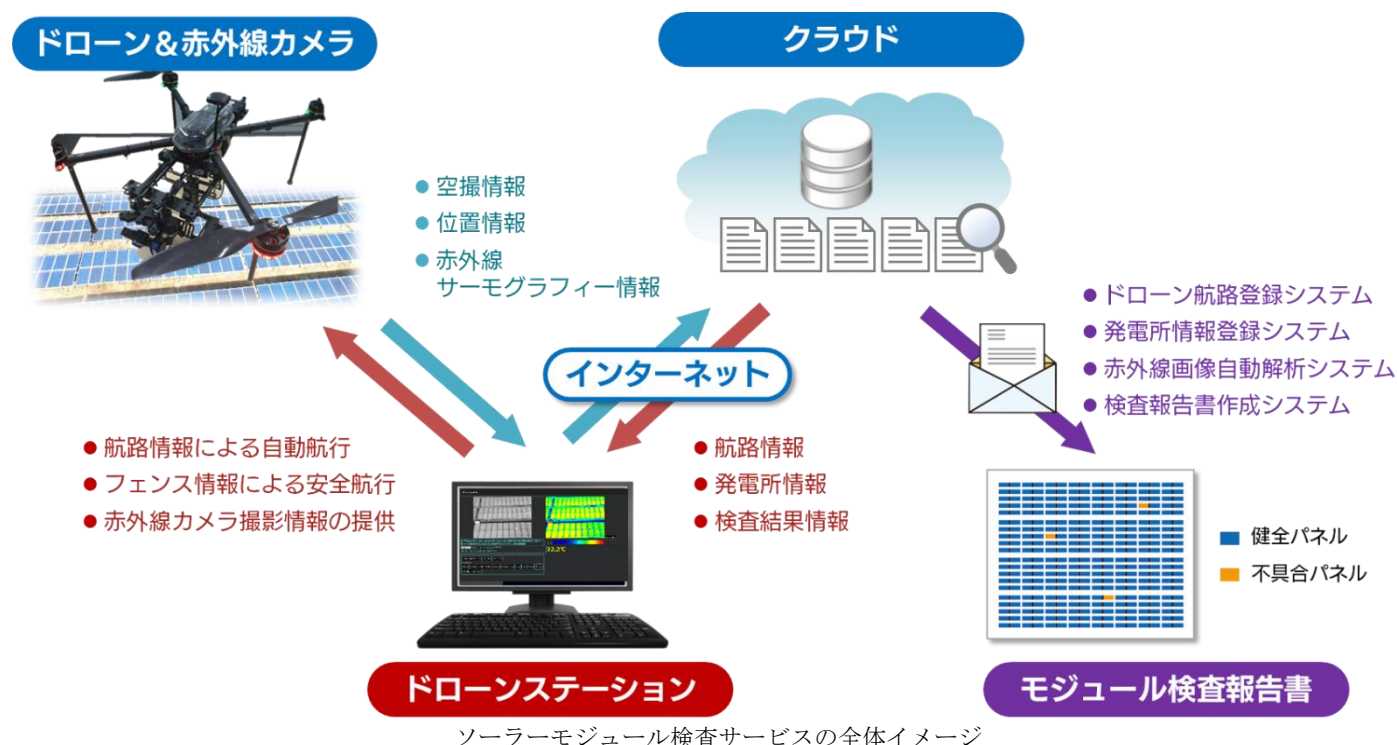 ドローン＆赤外線カメラ
クラウド
● 空撮情報
● 位置情報
● 赤外線
サーモグラフィー情報
● ドローン航路登録システム
● 発電所情報登録システム
● 赤外線画像自動解析システム
● 検査報告書作成システム
インターネット
● 航路情報による自動航行
● フェンス情報による安全航行
● 赤外線カメラ撮影情報の提供
● 航路情報
● 発電所情報
● 検査結果情報
32.2℃
健全パネル
不具合パネル
ドローンステーション
モジュール検査報告書
ソーラーモジュール検査サービスの全体イメージ